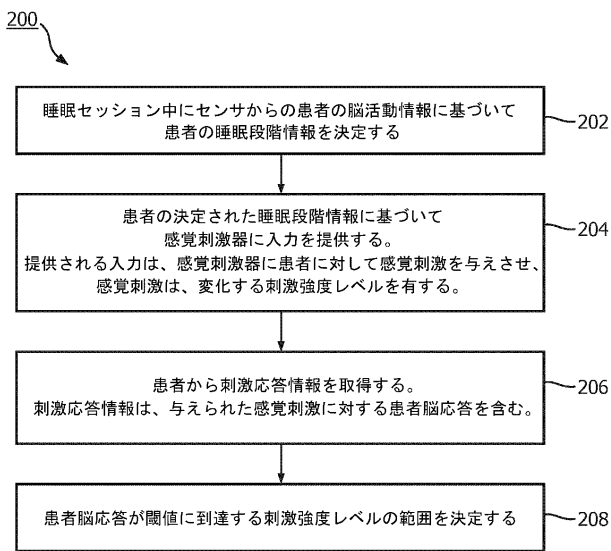 200
睡眠セッション中にセンサからの患者の脳活動情報に基づいて
患者の睡眠段階情報を決定する
202
患者の決定された睡眠段階情報に基づいて
感覚刺激器に入力を提供する。
提供される入力は、感覚刺激器に患者に対して感覚刺激を与えさせ、
感覚刺激は、変化する刺激強度レベルを有する。
204
患者から刺激応答情報を取得する。
刺激応答情報は、与えられた感覚刺激に対する患者脳応答を含む。
206
患者脳応答が閾値に到達する刺激強度レベルの範囲を決定する
208